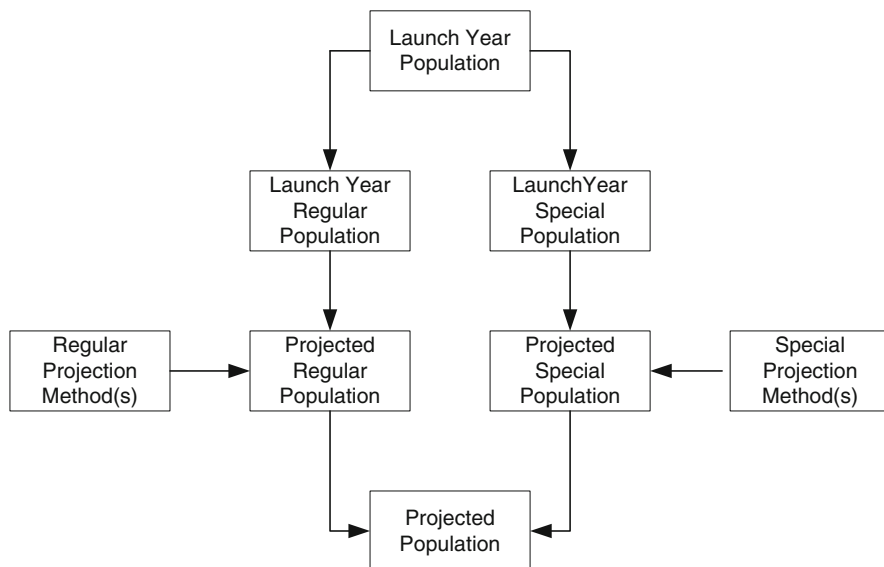 Launch Year
Population
Launch Year
Regular
Population
LaunchYear
Special
Population
Regular
Projection
Method(s)
Projected
Regular
Population
Projected
Special
Population
Special
Projection
Method(s)
Projected
Population